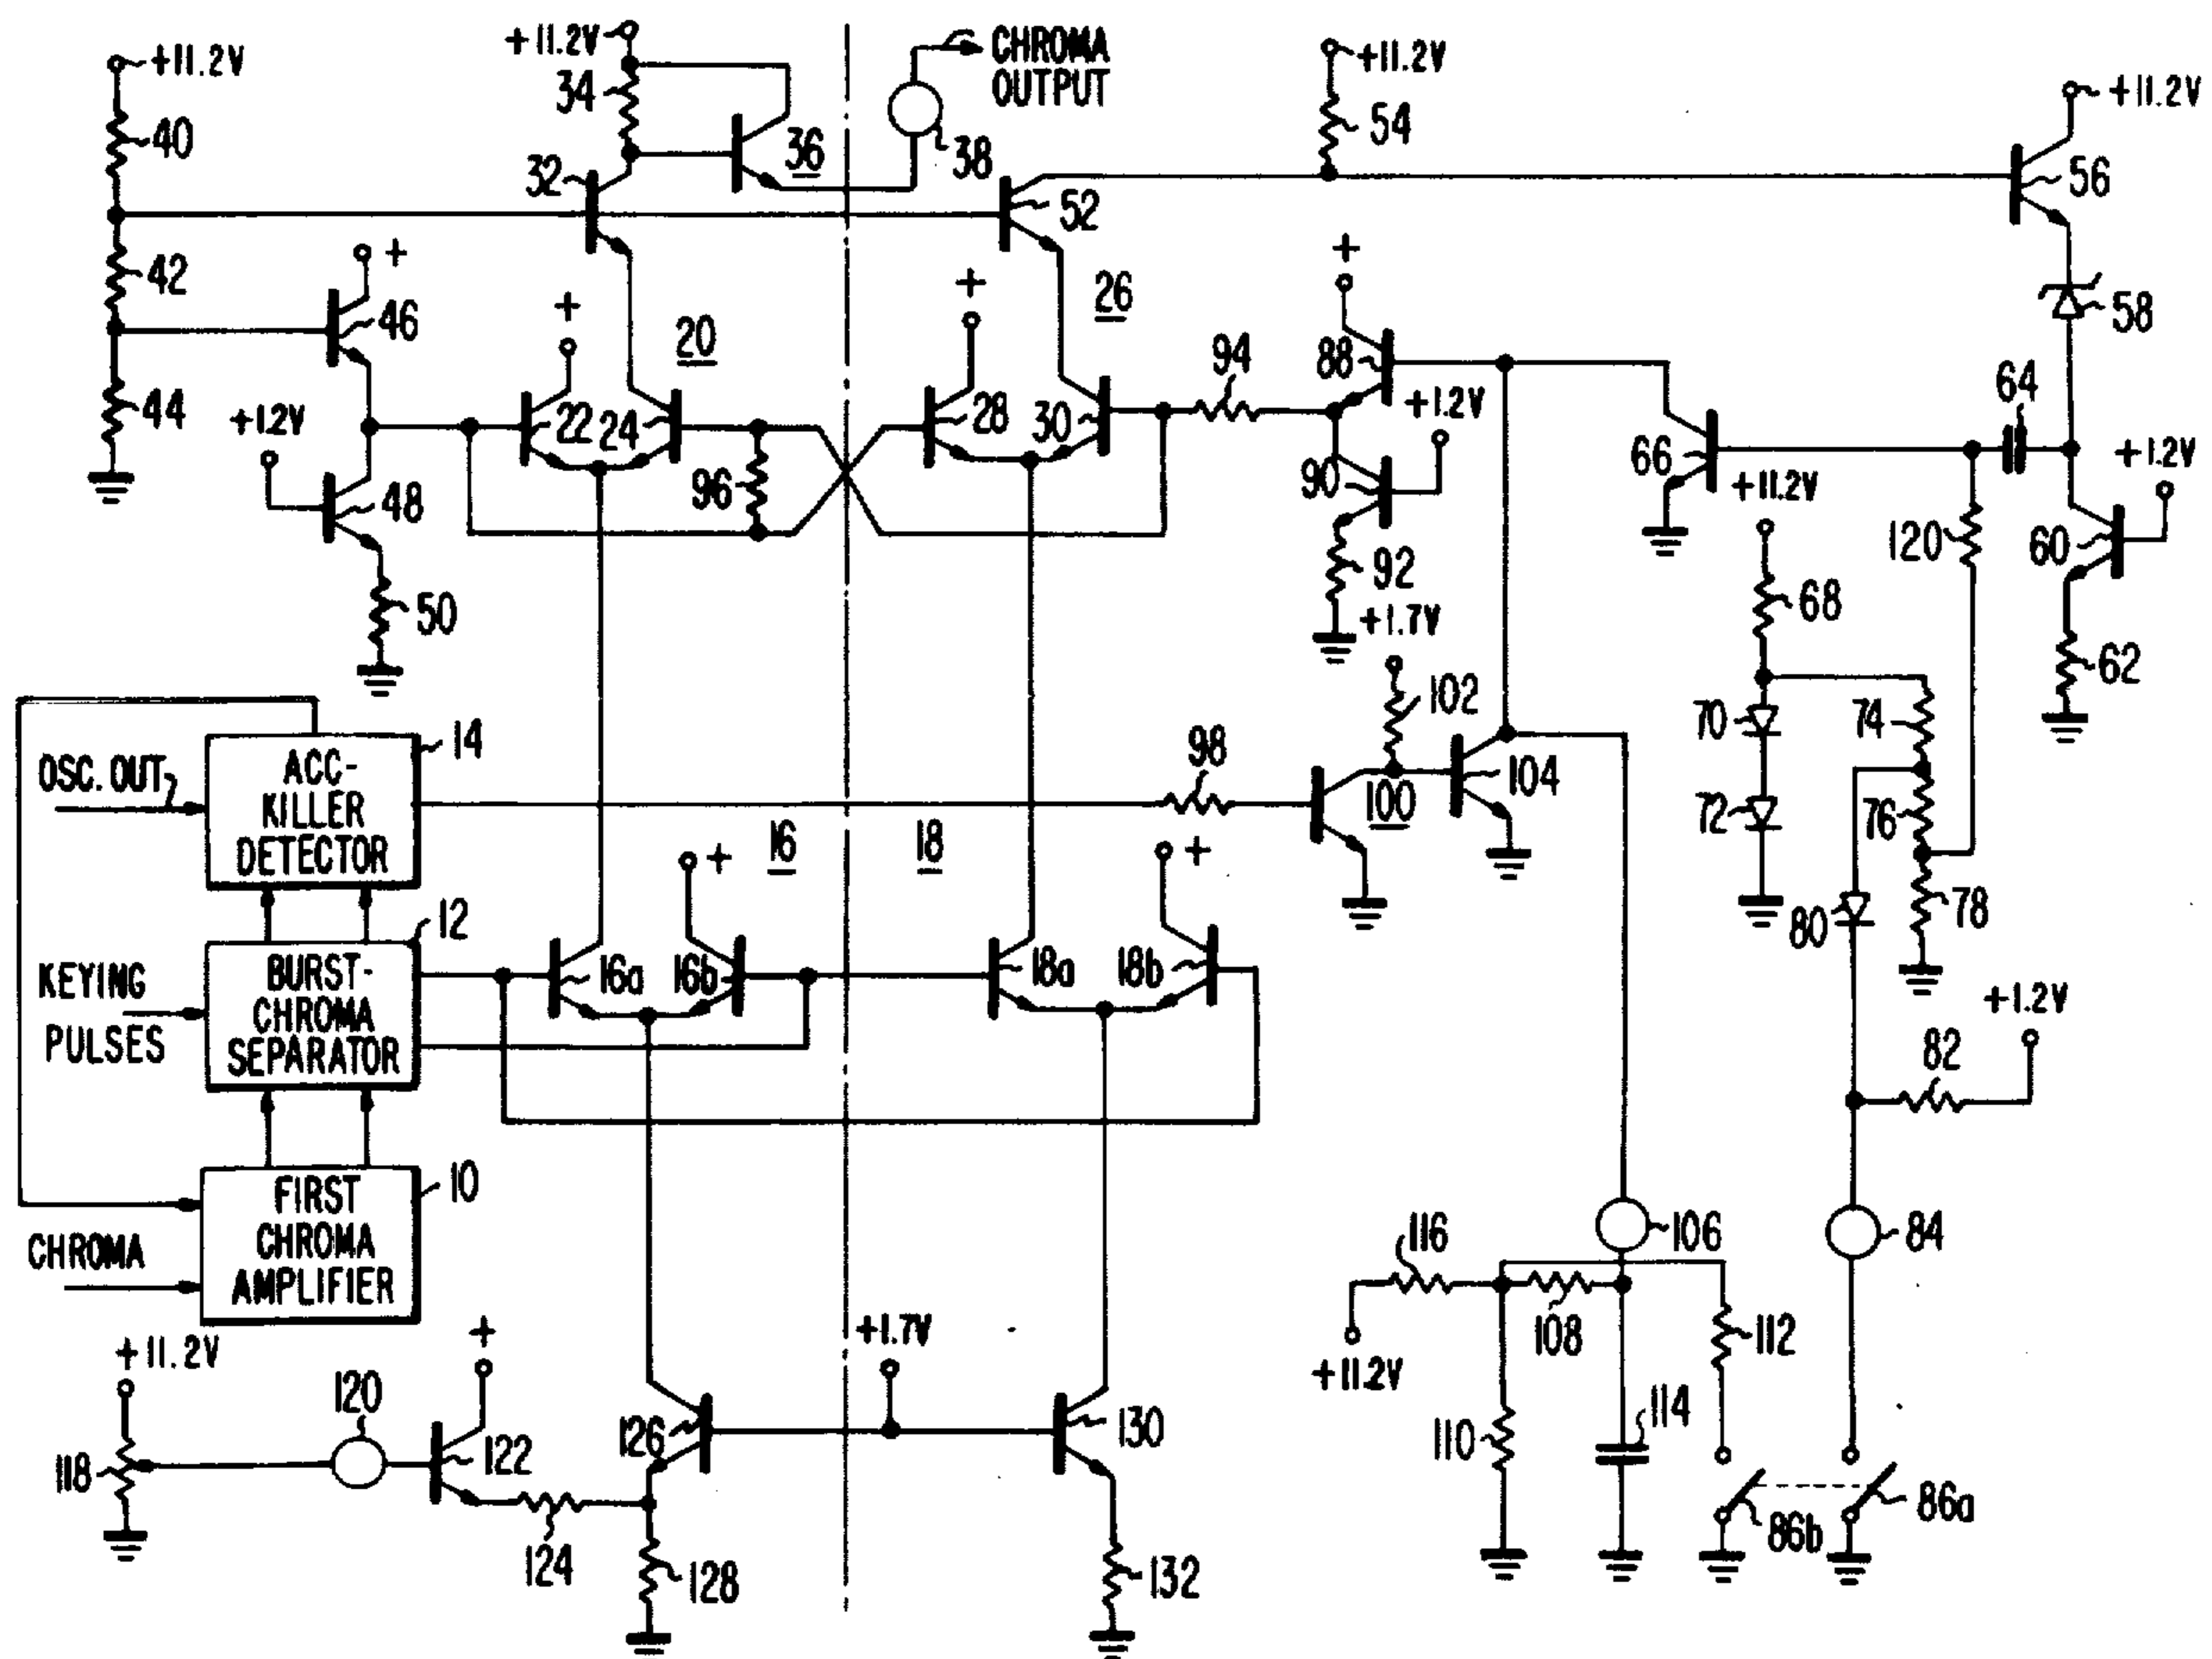 +11.2V
+11.2V
CHROMA
OUTPUT
+11.2V
+11.2V
40
34
36
38
54
32
52
56
42
+
46
+
20
+
26
+
58
94
88
+1.2V
64
44
+1.2V
22
24
28
30
66
+1.2V
48
96
90
+11.2V
120
60
50
92
+1.7V
68
62
102
70
74
14
OSC. OUT
ACC-
KILLER
DETECTOR
98
100
104
72
76
16
18
+
+
80
78
12
KEYING
PULSES
BURST-
CHROMA
SEPARATOR
16a
16b
18a
18b
+1.2V
82
10
CHROMA
FIRST
CHROMA
AMPLIFIER
116
106
84
108
112
+11.2V
+11.2V
+
+1.7V
120
118
122
126
130
110
114
124
128
132
86b
86a